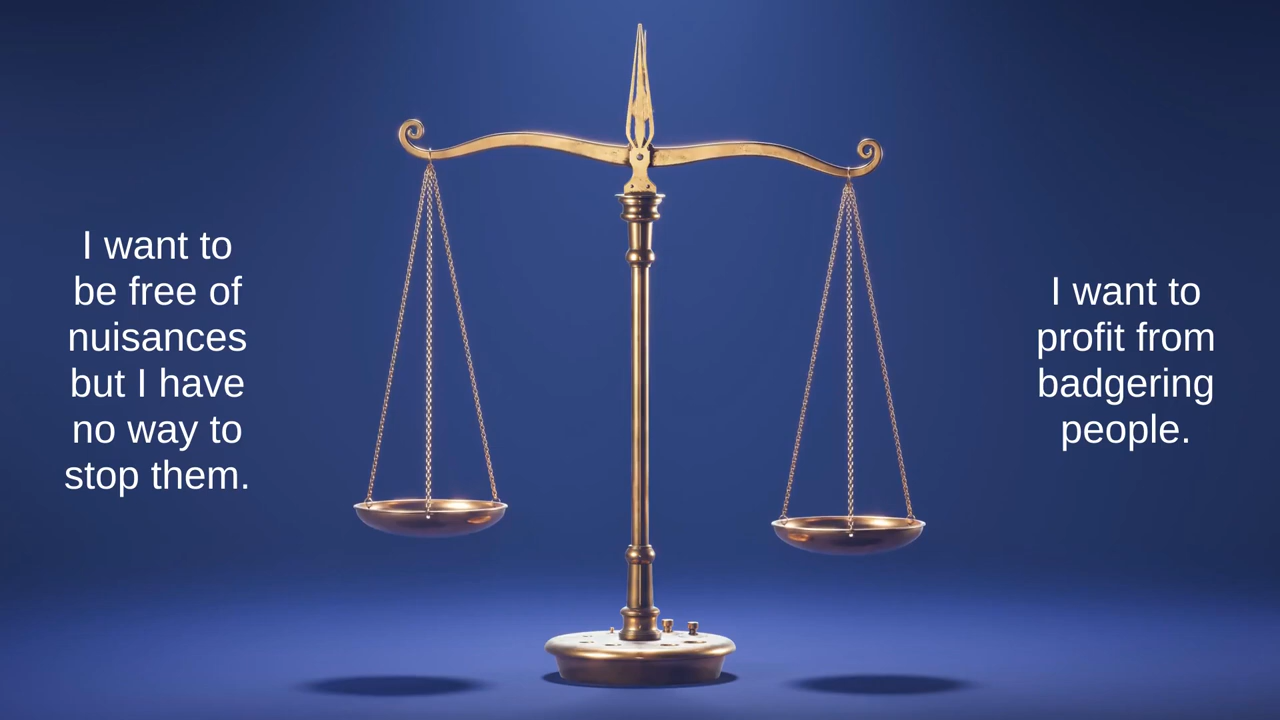 I want to
be free of
nuisances
but I have
no way to
stop them.
I want to
profit from
badgering
people.